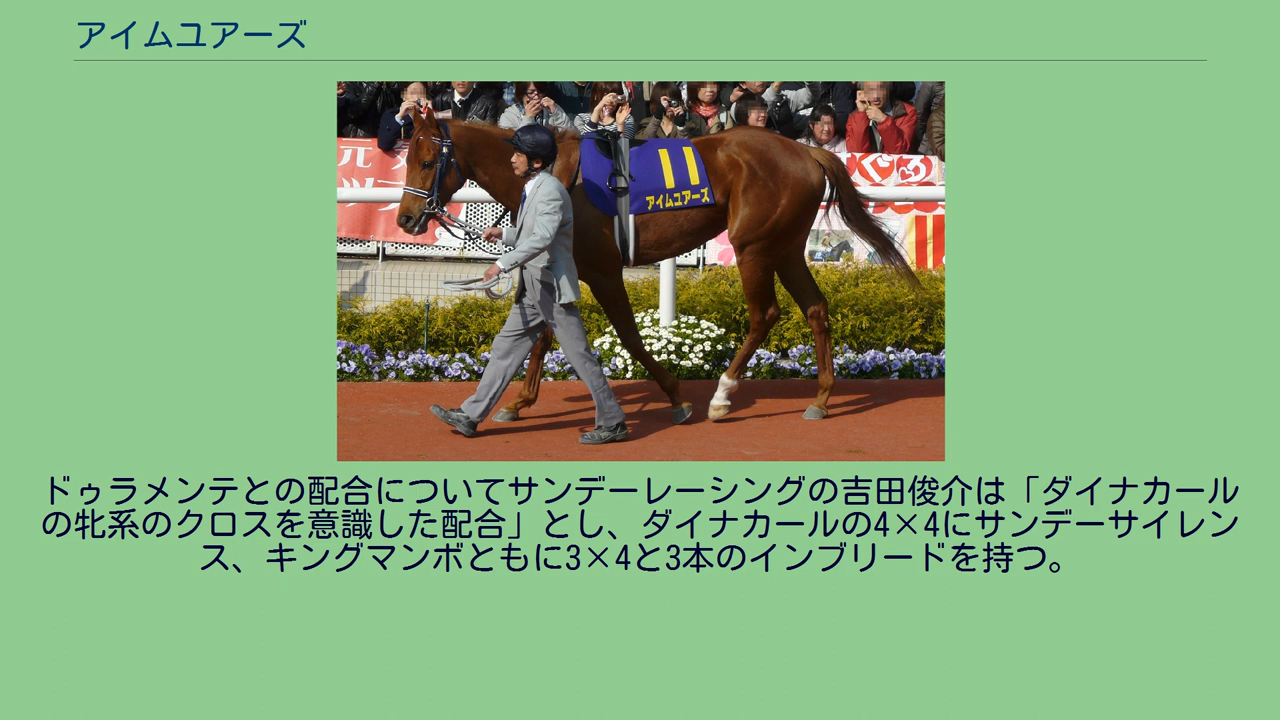 アイムユアーズ
元
ぐる
11
アイムユアーズ
ドゥラメンテとの配合についてサンデーレーシングの吉田俊介は「ダイナカール
の牝系のクロスを意識した配合」とし、ダイナカールの4×4にサンデーサイレン
ス、キングマンボともに3×4と3本のインブリードを持つ。